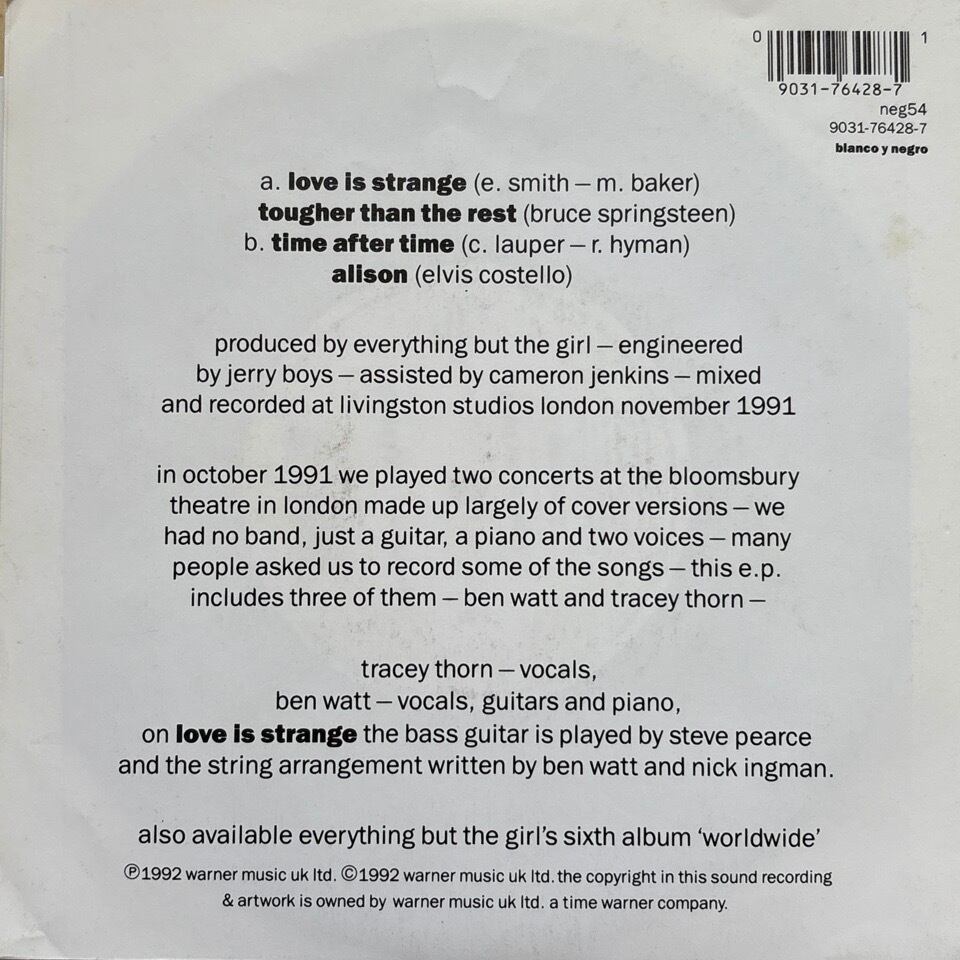 0 1
9031-76428-7
neg54
9031-76428-7
blanco y negro
a. love is strange (e. smith – m. baker)
tougher than the rest (bruce springsteen)
b. time after time (c. lauper – r. hyman)
alison (elvis costello)
produced by everything but the girl – engineered
by jerry boys – assisted by cameron jenkins – mixed
and recorded at livingston studios london november 1991
in october 1991 we played two concerts at the bloomsbury
theatre in london made up largely of cover versions – we
had no band, just a guitar, a piano and two voices – many
people asked us to record some of the songs – this e.p.
includes three of them – ben watt and tracey thorn –
tracey thorn – vocals,
ben watt – vocals, guitars and piano,
on love is strange the bass guitar is played by steve pearce
and the string arrangement written by ben watt and nick ingman.
also available everything but the girl's sixth album ‘worldwide’
℗1992 warner music uk ltd. ©1992 warner music uk ltd. the copyright in this sound recording
& artwork is owned by warner music uk ltd. a time warner company.